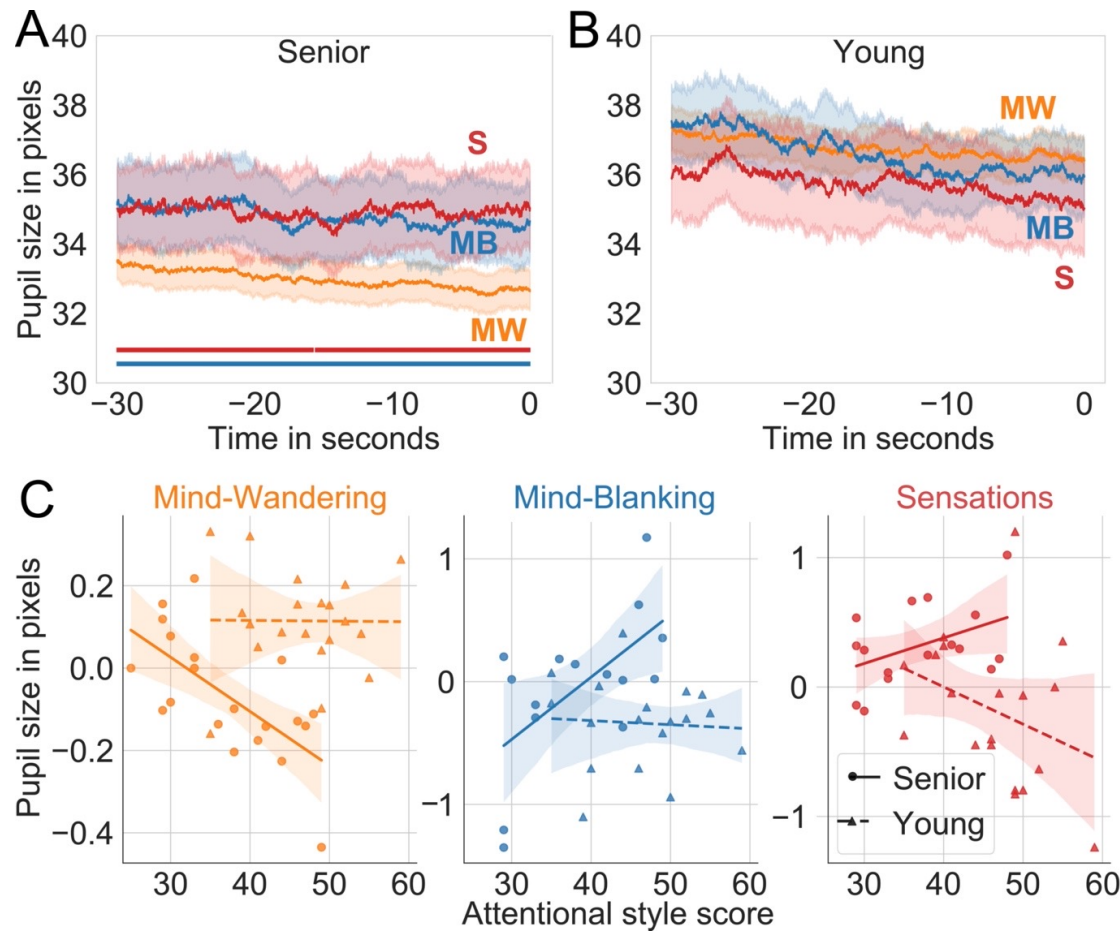 A
B
Senior
Young
Pupil size in pixels
40
38
36
34
32
30
S
MB
MW
−30
−20
−10
0
Time in seconds
40
38
36
34
32
30
MW
MB
S
−30
−20
−10
0
Time in seconds
C
Mind-Wandering
Mind-Blanking
Sensations
Pupil size in pixels
0.2
0.0
−0.2
−0.4
30
40
50
60
1
0
−1
30
40
50
60
1
0
−1
Senior
Young
30
40
50
60
Attentional style score